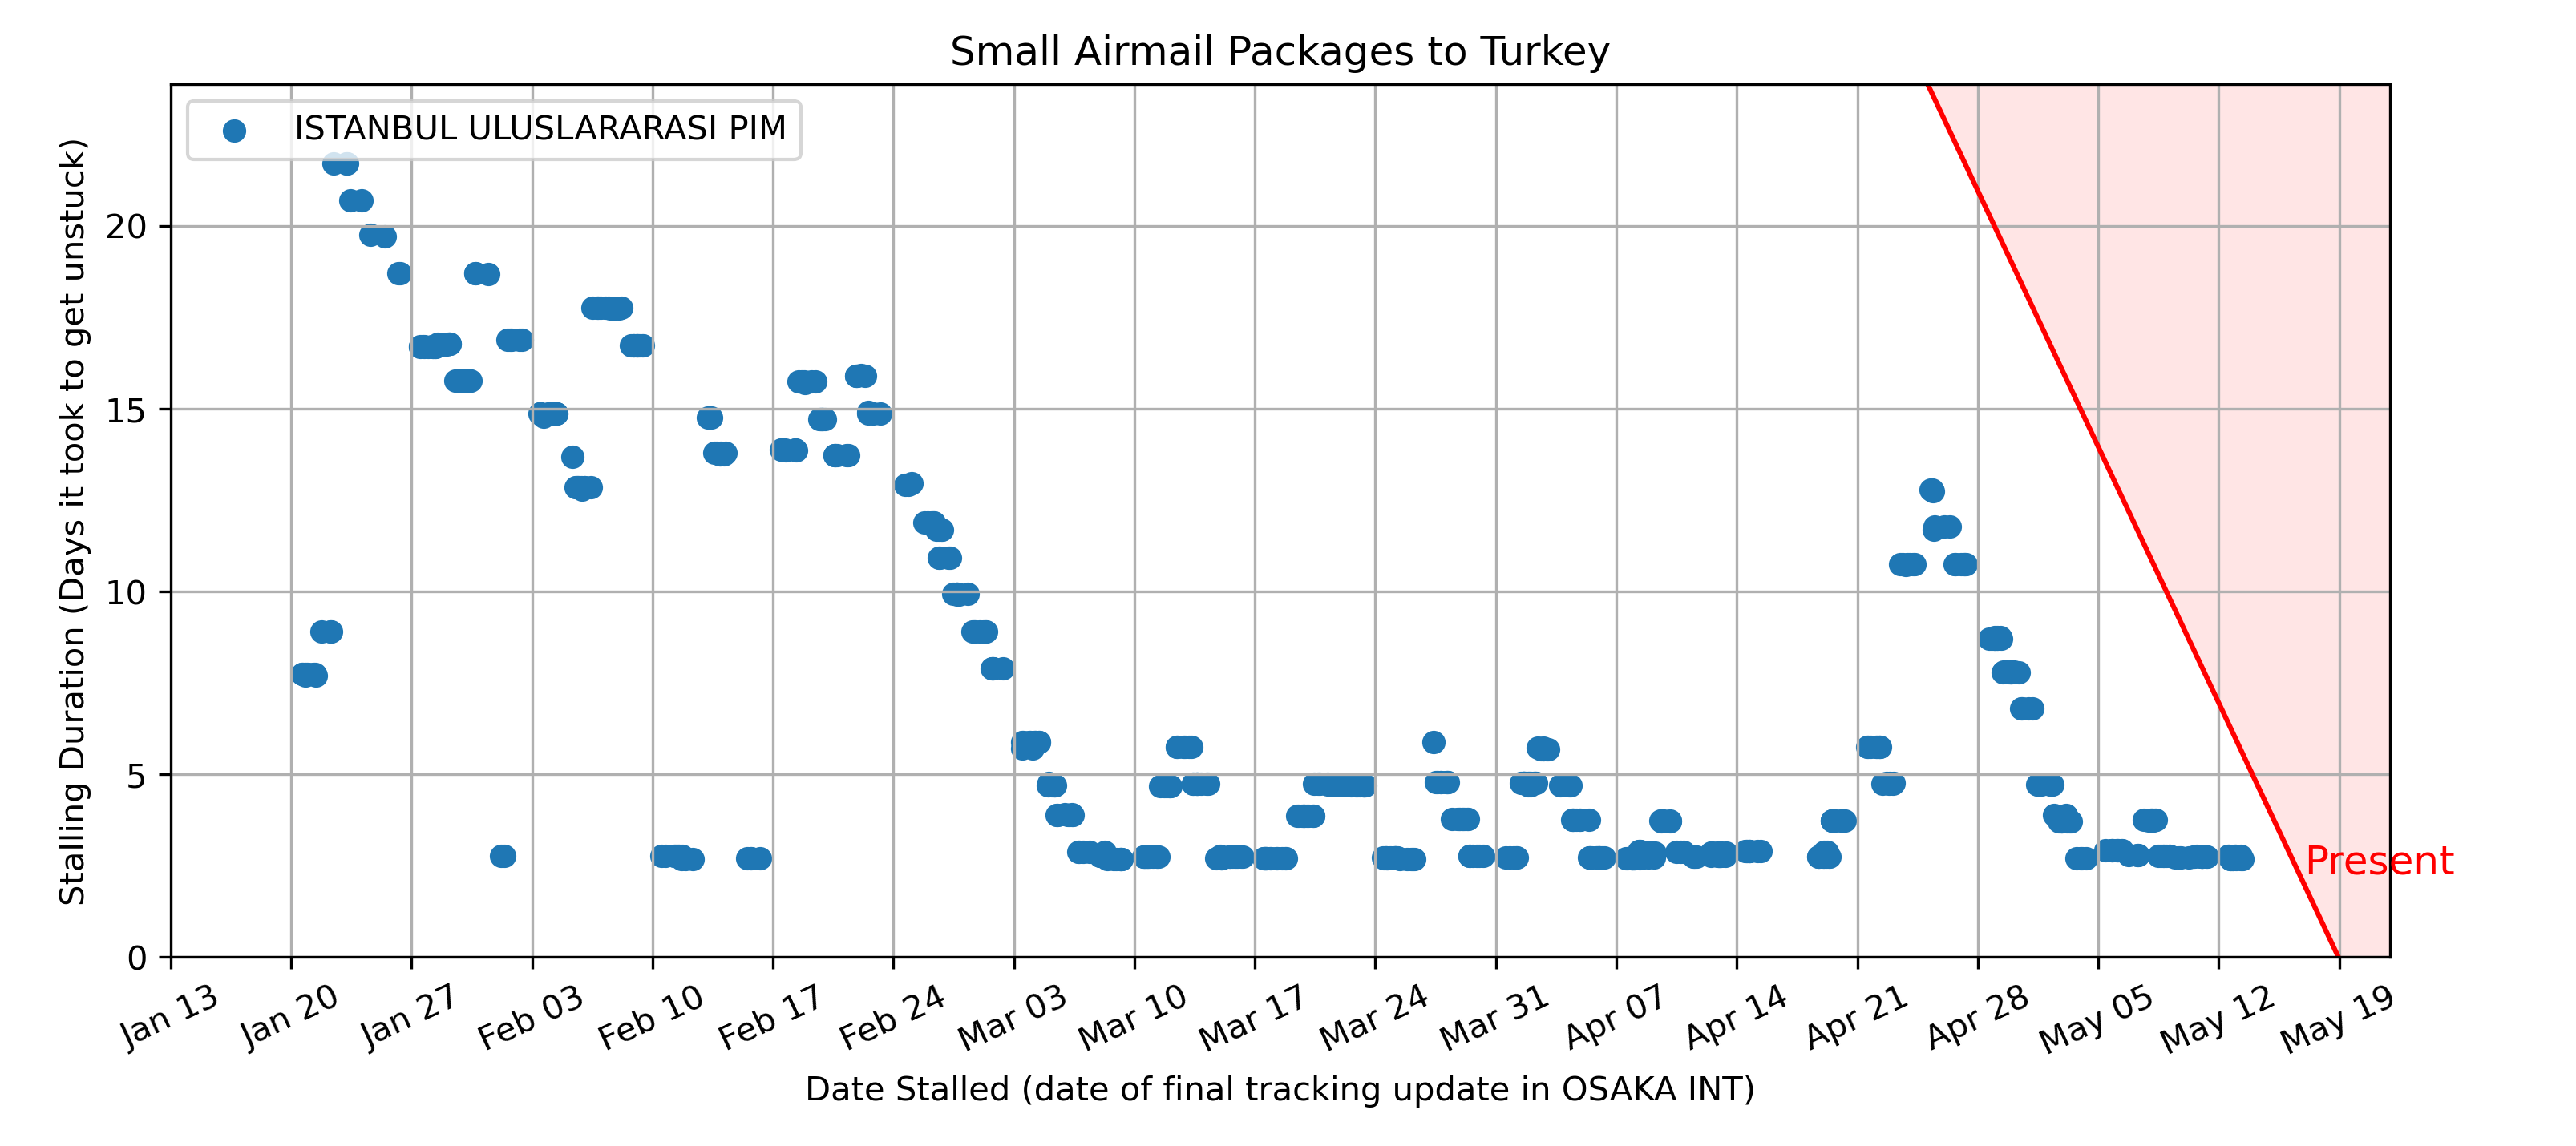 Small Airmail Packages to Turkey
ISTANBUL ULUSLARARASI PIM
Stalling Duration (Days it took to get unstuck)
20
15
10
5
0
Present
Jan 13
Jan 20
Jan 27
Feb 03
Feb 10
Feb 17
Feb 24
Mar 03
Mar 10
Mar 17
Mar 24
Mar 31
Apr 07
Apr 14
Apr 21
Apr 28
May 05
May 12
May 19
Date Stalled (date of final tracking update in OSAKA INT)